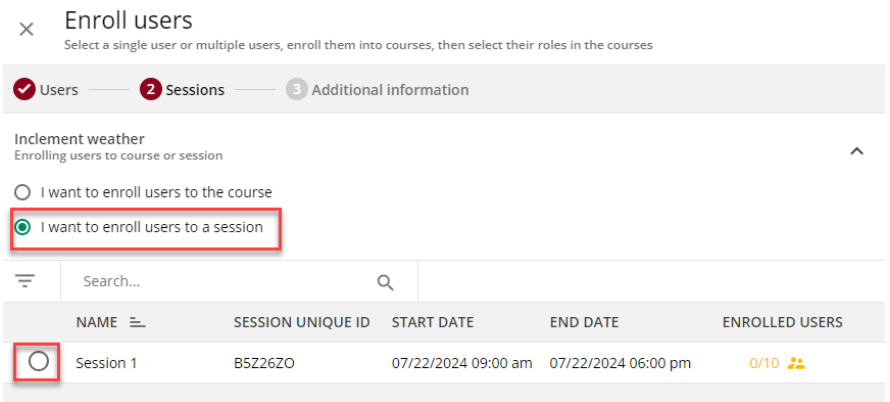 Enroll users
Select a single user or multiple users, enroll them into courses, then select their roles in the courses
Users 2 Sessions 3 Additional information
Inclement weather
Enrolling users to course or session
I want to enroll users to the course
I want to enroll users to a session
Search...
NAME SESSION UNIQUE ID START DATE END DATE ENROLLED USERS
Session 1 B5Z26ZO 07/22/2024 09:00 am 07/22/2024 06:00 pm 0/10